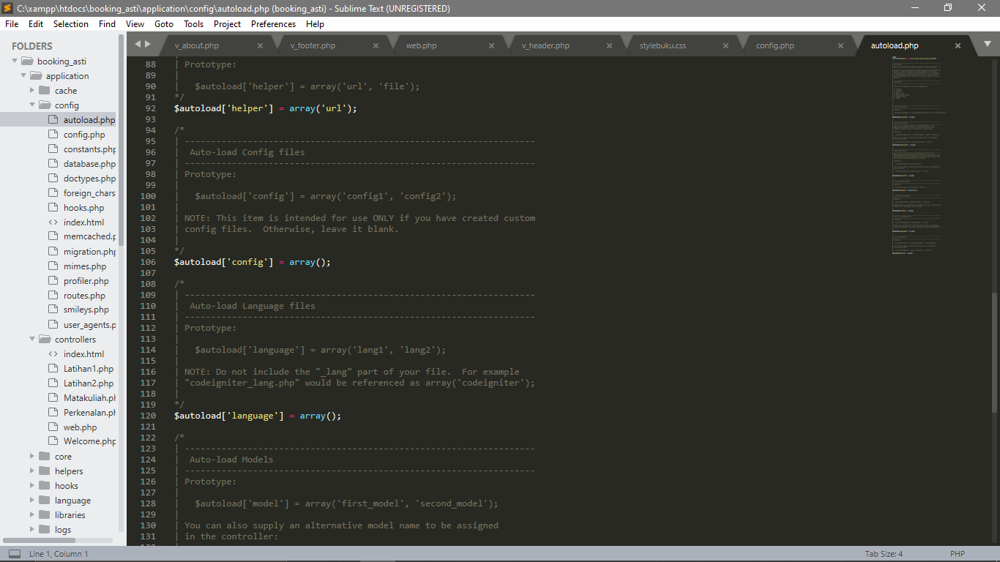 C:\xampp\htdocs\booking_asti\application\config\autoload.php (booking_asti) - Sublime Text (UNREGISTERED)
File Edit Selection Find View Goto Tools Project Preferences Help
FOLDERS
booking_asti
application
cache
config
autoload.php
config.php
constants.php
database.php
doctypes.php
foreign_chars
hooks.php
index.html
memcached.p
migration.php
mimes.php
profiler.php
routes.php
smileys.php
user_agents.p
controllers
index.html
Latihan1.php
Latihan2.php
Matakuliah.ph
Perkenalan.ph
web.php
Welcome.php
core
helpers
hooks
language
libraries
logs
v_about.php v_footer.php web.php v_header.php stylebuku.css config.php autoload.php
88 | Prototype:
89 |
90 |   $autoload['helper'] = array('url', 'file');
91 */
92 $autoload['helper'] = array('url');
93
94 /*
95 | -------------------------------------------------------------------
96 |  Auto-load Config files
97 | -------------------------------------------------------------------
98 | Prototype:
99 |
100 |   $autoload['config'] = array('config1', 'config2');
101 |
102 | NOTE: This item is intended for use ONLY if you have created custom
103 | config files.  Otherwise, leave it blank.
104 |
105 */
106 $autoload['config'] = array();
107
108 /*
109 | -------------------------------------------------------------------
110 |  Auto-load Language files
111 | -------------------------------------------------------------------
112 | Prototype:
113 |
114 |   $autoload['language'] = array('lang1', 'lang2');
115 |
116 | NOTE: Do not include the "_lang" part of your file.  For example
117 | "codeigniter_lang.php" would be referenced as array('codeigniter');
118 |
119 */
120 $autoload['language'] = array();
121
122 /*
123 | -------------------------------------------------------------------
124 |  Auto-load Models
125 | -------------------------------------------------------------------
126 | Prototype:
127 |
128 |   $autoload['model'] = array('first_model', 'second_model');
129 |
130 | You can also supply an alternative model name to be assigned
131 | in the controller:
Line 1, Column 1 Tab Size: 4 PHP